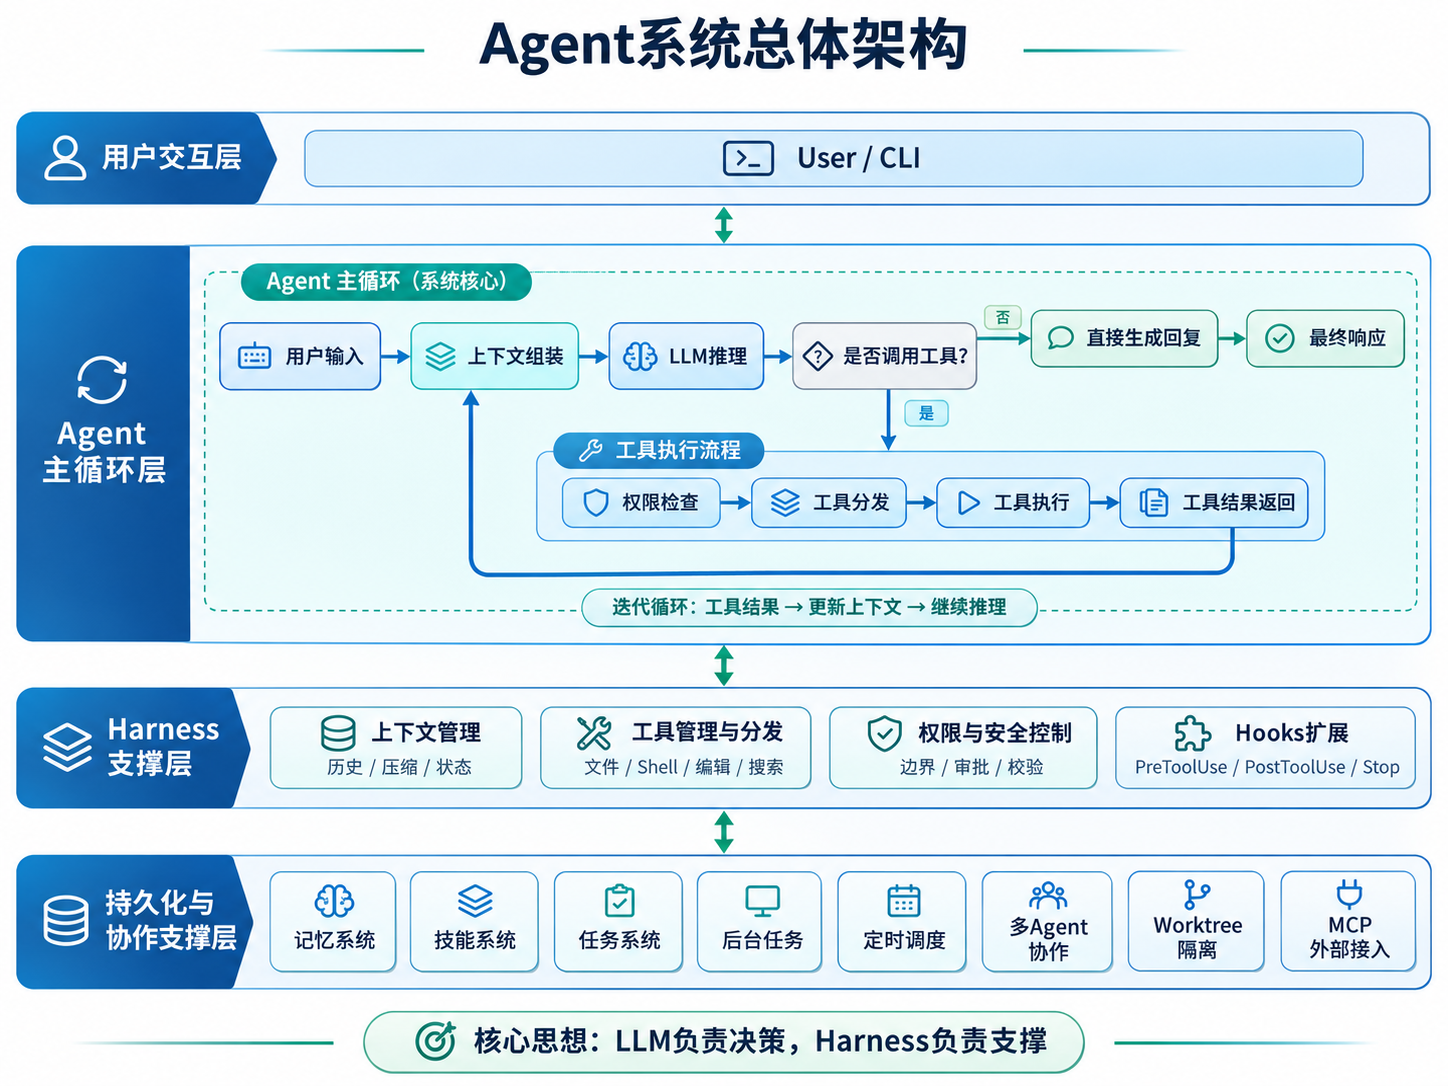 Agent系统总体架构
用户交互层
User / CLI
Agent 主循环（系统核心）
Agent
主循环层
用户输入
上下文组装
LLM推理
是否调用工具?
否
直接生成回复
最终响应
是
工具执行流程
权限检查
工具分发
工具执行
工具结果返回
迭代循环：工具结果 → 更新上下文 → 继续推理
Harness
支撑层
上下文管理
历史 / 压缩 / 状态
工具管理与分发
文件 / Shell / 编辑 / 搜索
权限与安全控制
边界 / 审批 / 校验
Hooks扩展
PreToolUse / PostToolUse / Stop
持久化与
协作支撑层
记忆系统
技能系统
任务系统
后台任务
定时调度
多Agent
协作
Worktree
隔离
MCP
外部接入
核心思想：LLM负责决策，Harness负责支撑